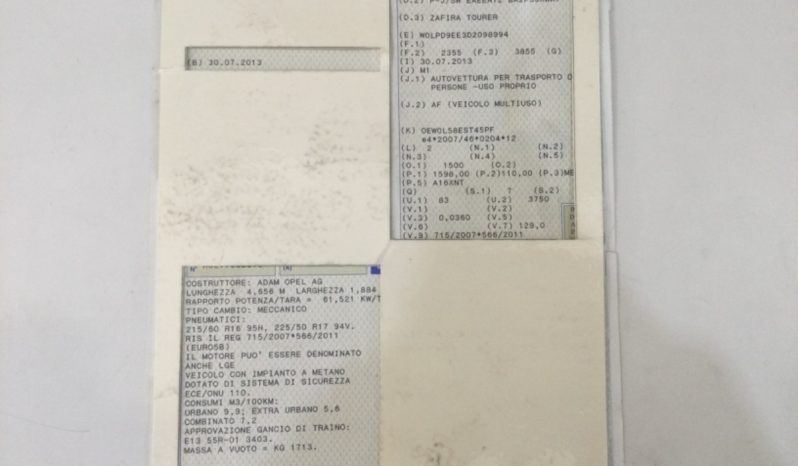 (B) 30.07.2013
(D.3) ZAFIRA TOURER
(E) WOLPD9EE3D2098994
(F.1)
(F.2) 2355 (F.3) 3855 (G)
(I) 30.07.2013
(J) M1
(J.1) AUTOVETTURA PER TRASPORTO D
PERSONE -USO PROPRIO
(J.2) AF (VEICOLO MULTIUSO)
(K) OEWOL58EST45PF
e4*2007/46*0204*12
(L) 2 (N.1) (N.2)
(N.3) (N.4) (N.5)
(O.1) 1500 (O.2)
(P.1) 1598,00 (P.2)110,00 (P.3)ME
(P.5) A16XNT
(Q) (S.1) 7 (S.2)
(U.1) 83 (U.2) 3750
(V.1) (V.2)
(V.3) 0,0360 (V.5)
(V.6) (V.7) 129,0
(V.9) 715/2007*566/2011
COSTRUTTORE: ADAM OPEL AG
LUNGHEZZA 4,656 M LARGHEZZA 1,884
RAPPORTO POTENZA/TARA = 61,521 KW/T
TIPO CAMBIO: MECCANICO
PNEUMATICI:
215/60 R16 95H, 225/50 R17 94V.
RIS IL REG 715/2007*566/2011
(EURO5B)
IL MOTORE PUO' ESSERE DENOMINATO
ANCHE LGE
VEICOLO CON IMPIANTO A METANO
DOTATO DI SISTEMA DI SICUREZZA
ECE/ONU 110.
CONSUMI M3/100KM:
URBANO 9,9; EXTRA URBANO 5,6
COMBINATO 7,2
APPROVAZIONE GANCIO DI TRAINO:
E13 55R-01 3403.
MASSA A VUOTO = KG 1713.